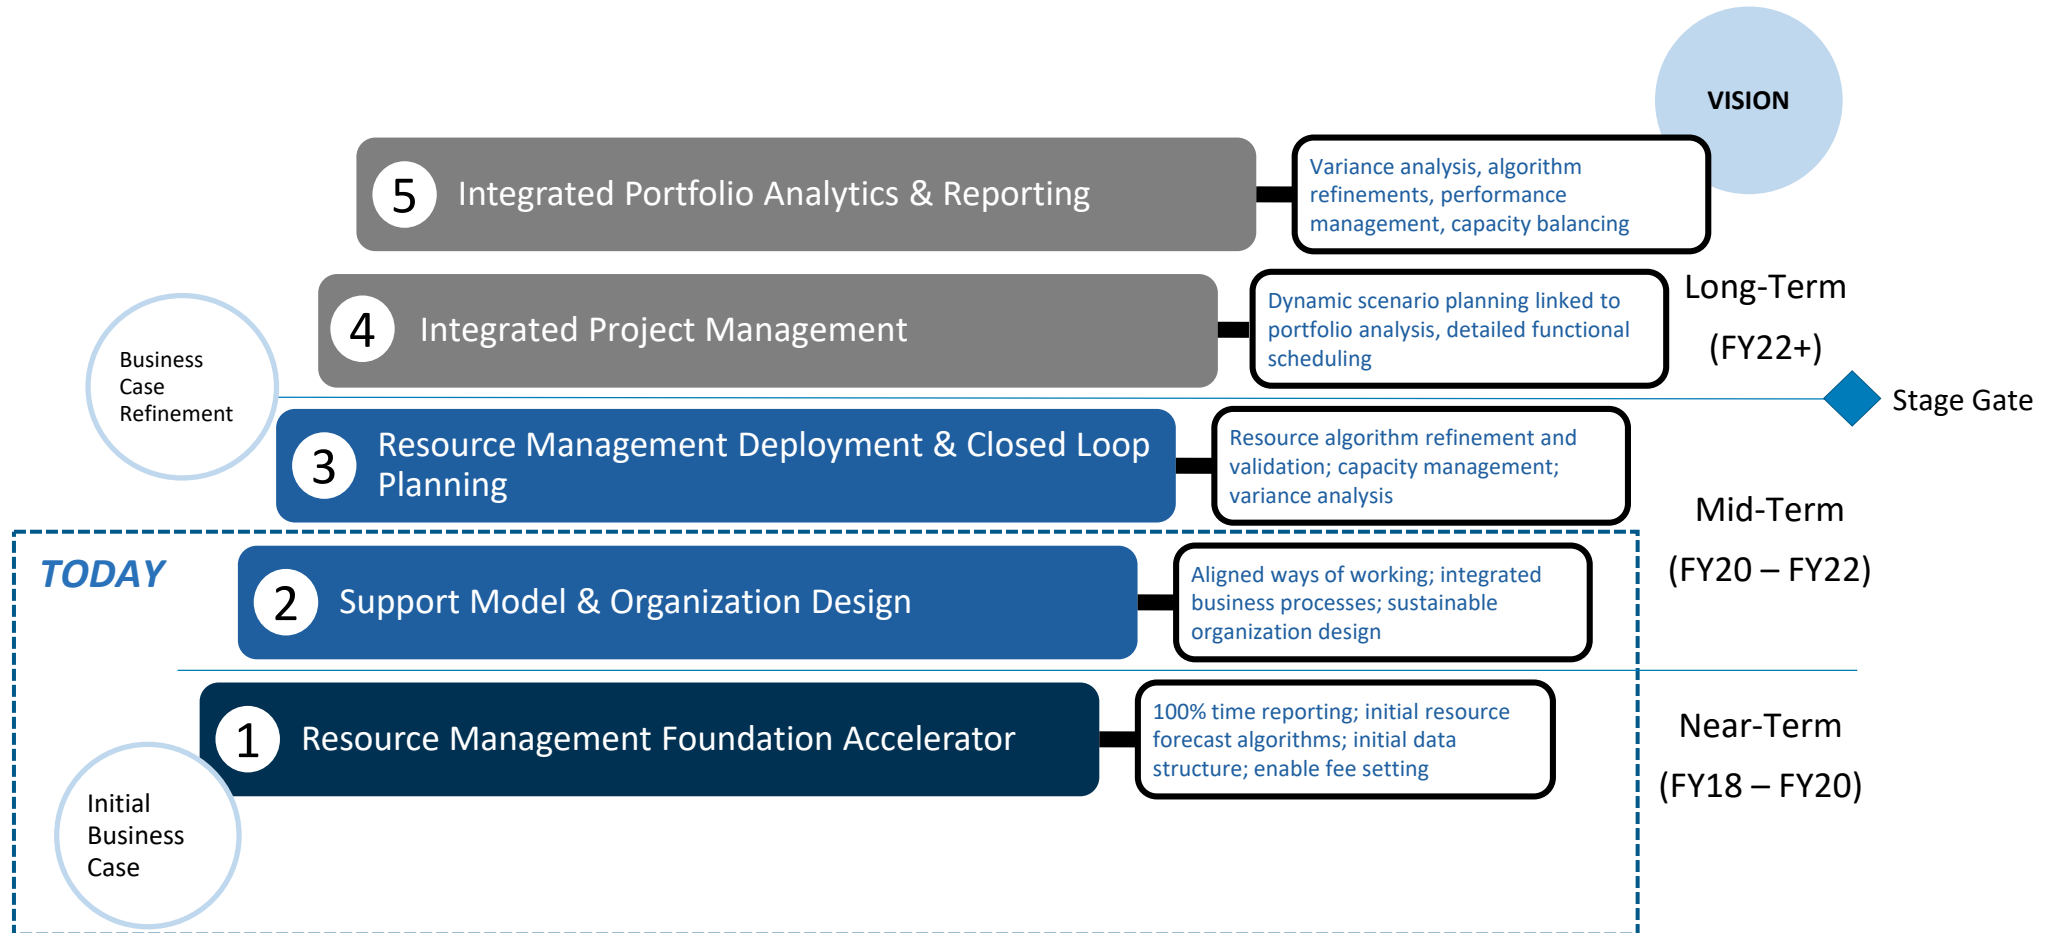 VISION
5
Integrated Portfolio Analytics & Reporting
Variance analysis, algorithm
refinements, performance
management, capacity balancing
4
Integrated Project Management
Dynamic scenario planning linked to
portfolio analysis, detailed functional
scheduling
Long-Term
(FY22+)
Business
Case
Refinement
Stage Gate
3
Resource Management Deployment & Closed Loop
Planning
Resource algorithm refinement and
validation; capacity management;
variance analysis
Mid-Term
(FY20 – FY22)
TODAY
2
Support Model & Organization Design
Aligned ways of working; integrated
business processes; sustainable
organization design
1
Resource Management Foundation Accelerator
100% time reporting; initial resource
forecast algorithms; initial data
structure; enable fee setting
Near-Term
(FY18 – FY20)
Initial
Business
Case